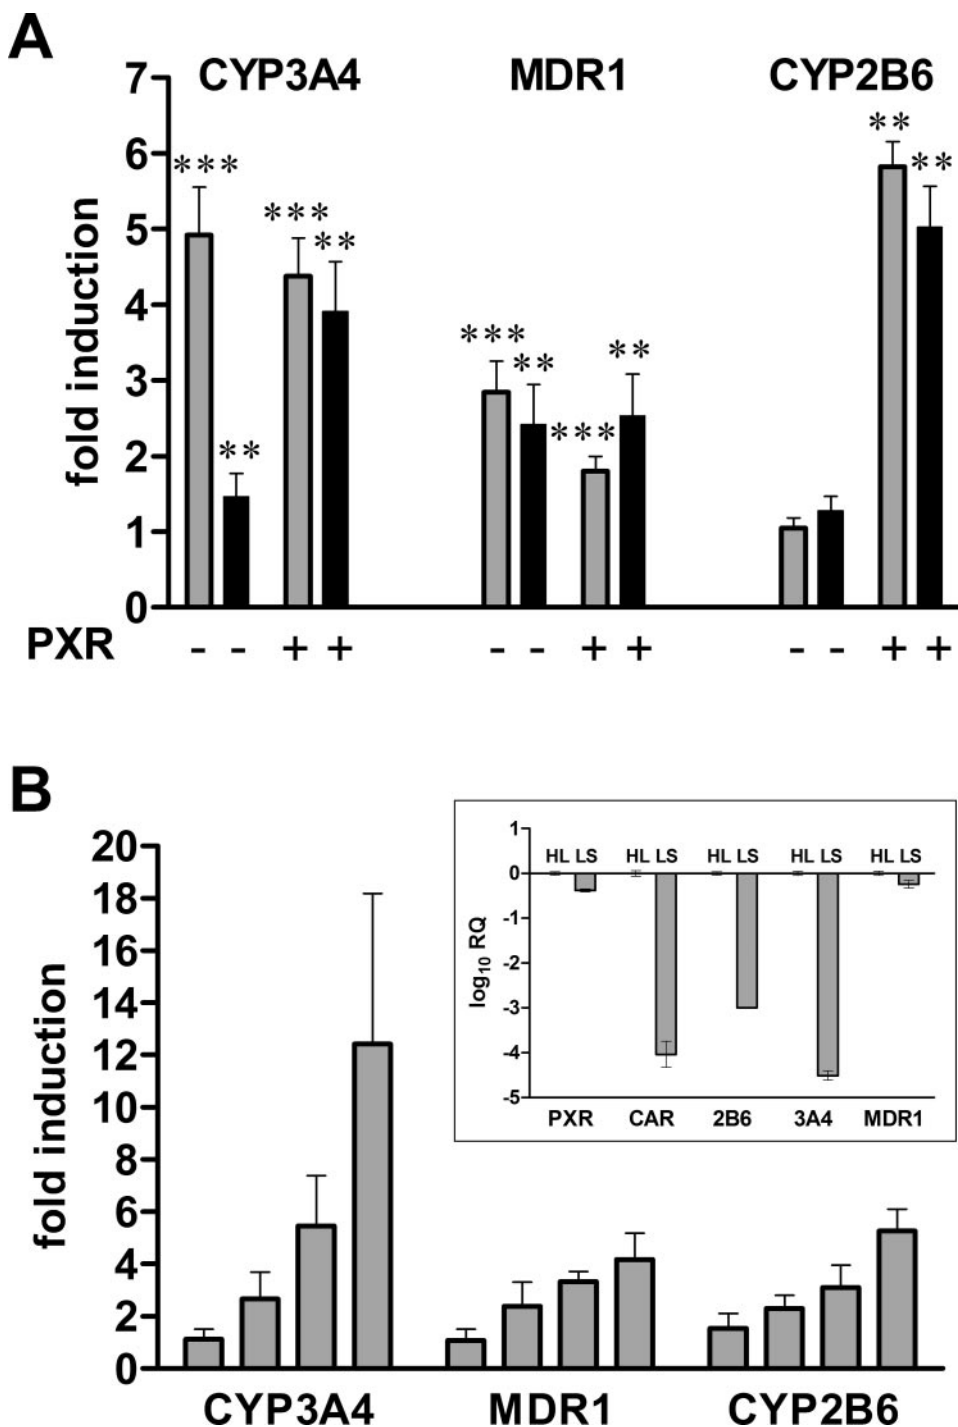 A
CYP3A4 MDR1 CYP2B6
fold induction
7
6
5
4
3
2
1
0
*** ** *** **
*** ** *** **
** **
PXR - - + + - - + + - - + +
B
fold induction
20
18
16
14
12
10
8
6
4
2
0
CYP3A4 MDR1 CYP2B6
log10 RQ
1
0
-1
-2
-3
-4
-5
HL LS HL LS HL LS HL LS HL LS
PXR CAR 2B6 3A4 MDR1